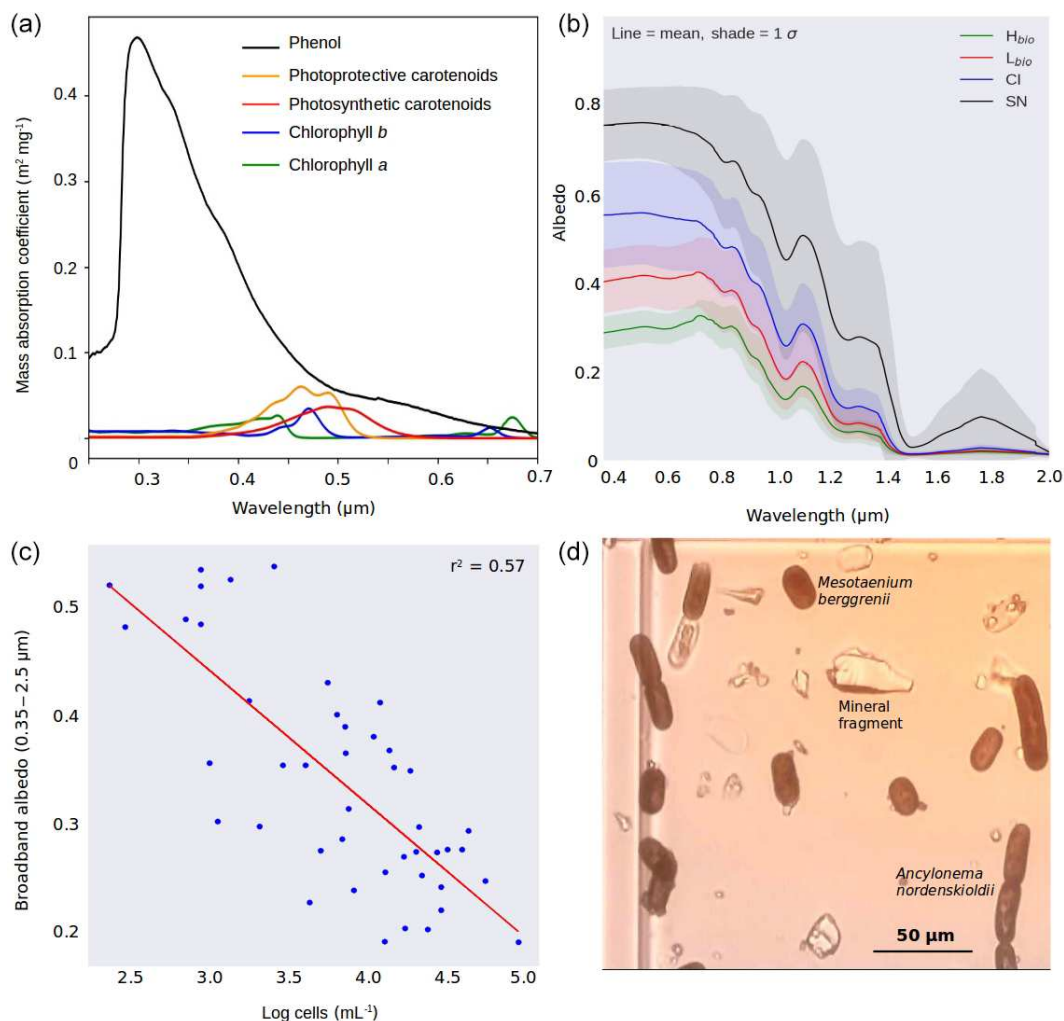 (a)
Phenol
Photoprotective carotenoids
Photosynthetic carotenoids
Chlorophyll b
Chlorophyll a
Mass absorption coefficient (m² mg⁻¹)
0.4
0.3
0.2
0.1
0
0.3
0.4
0.5
0.6
0.7
Wavelength (μm)
(b)
Line = mean, shade = 1 σ
H_bio
L_bio
CI
SN
Albedo
0.8
0.6
0.4
0.2
0
0.4
0.6
0.8
1.0
1.2
1.4
1.6
1.8
2.0
Wavelength (μm)
(c)
r² = 0.57
Broadband albedo (0.35–2.5 μm)
0.5
0.4
0.3
0.2
2.5
3.0
3.5
4.0
4.5
5.0
Log cells (mL⁻¹)
(d)
Mesotaenium
berggrenii
Mineral
fragment
Ancylonema
nordenskioldii
50 μm